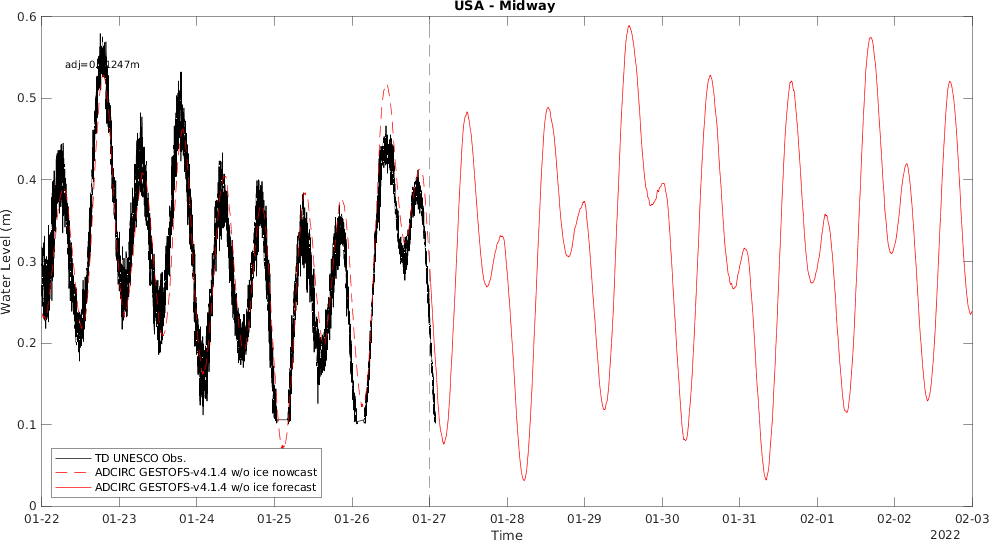 USA - Midway
0.6
0.5
0.4
0.3
0.2
0.1
0
Water Level (m)
TD UNESCO Obs.
ADCIRC GESTOFS-v4.1.4 w/o ice nowcast
ADCIRC GESTOFS-v4.1.4 w/o ice forecast
01-22 01-23 01-24 01-25 01-26 01-27 01-28 01-29 01-30 01-31 02-01 02-02 02-03
Time
2022